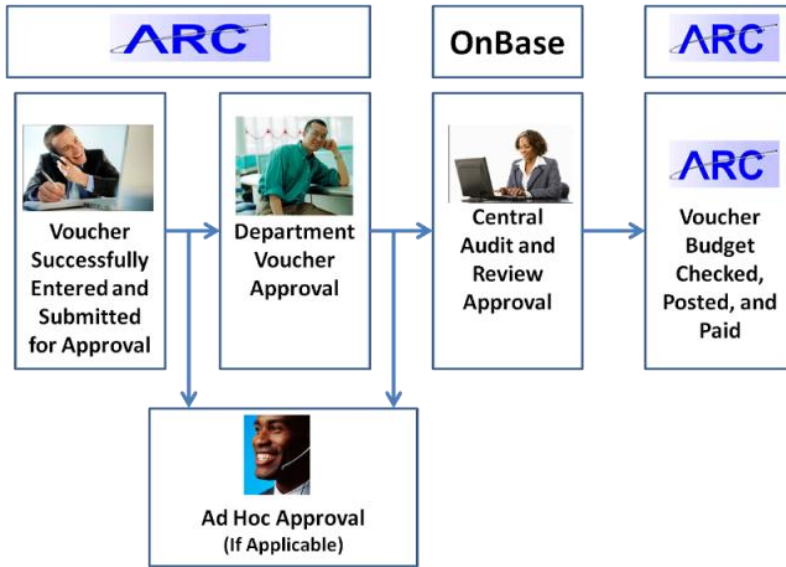 ARC
OnBase
ARC
Voucher
Successfully
Entered and
Submitted
for Approval
Department
Voucher
Approval
Central
Audit and
Review
Approval
ARC
Voucher
Budget
Checked,
Posted, and
Paid
Ad Hoc Approval
(If Applicable)